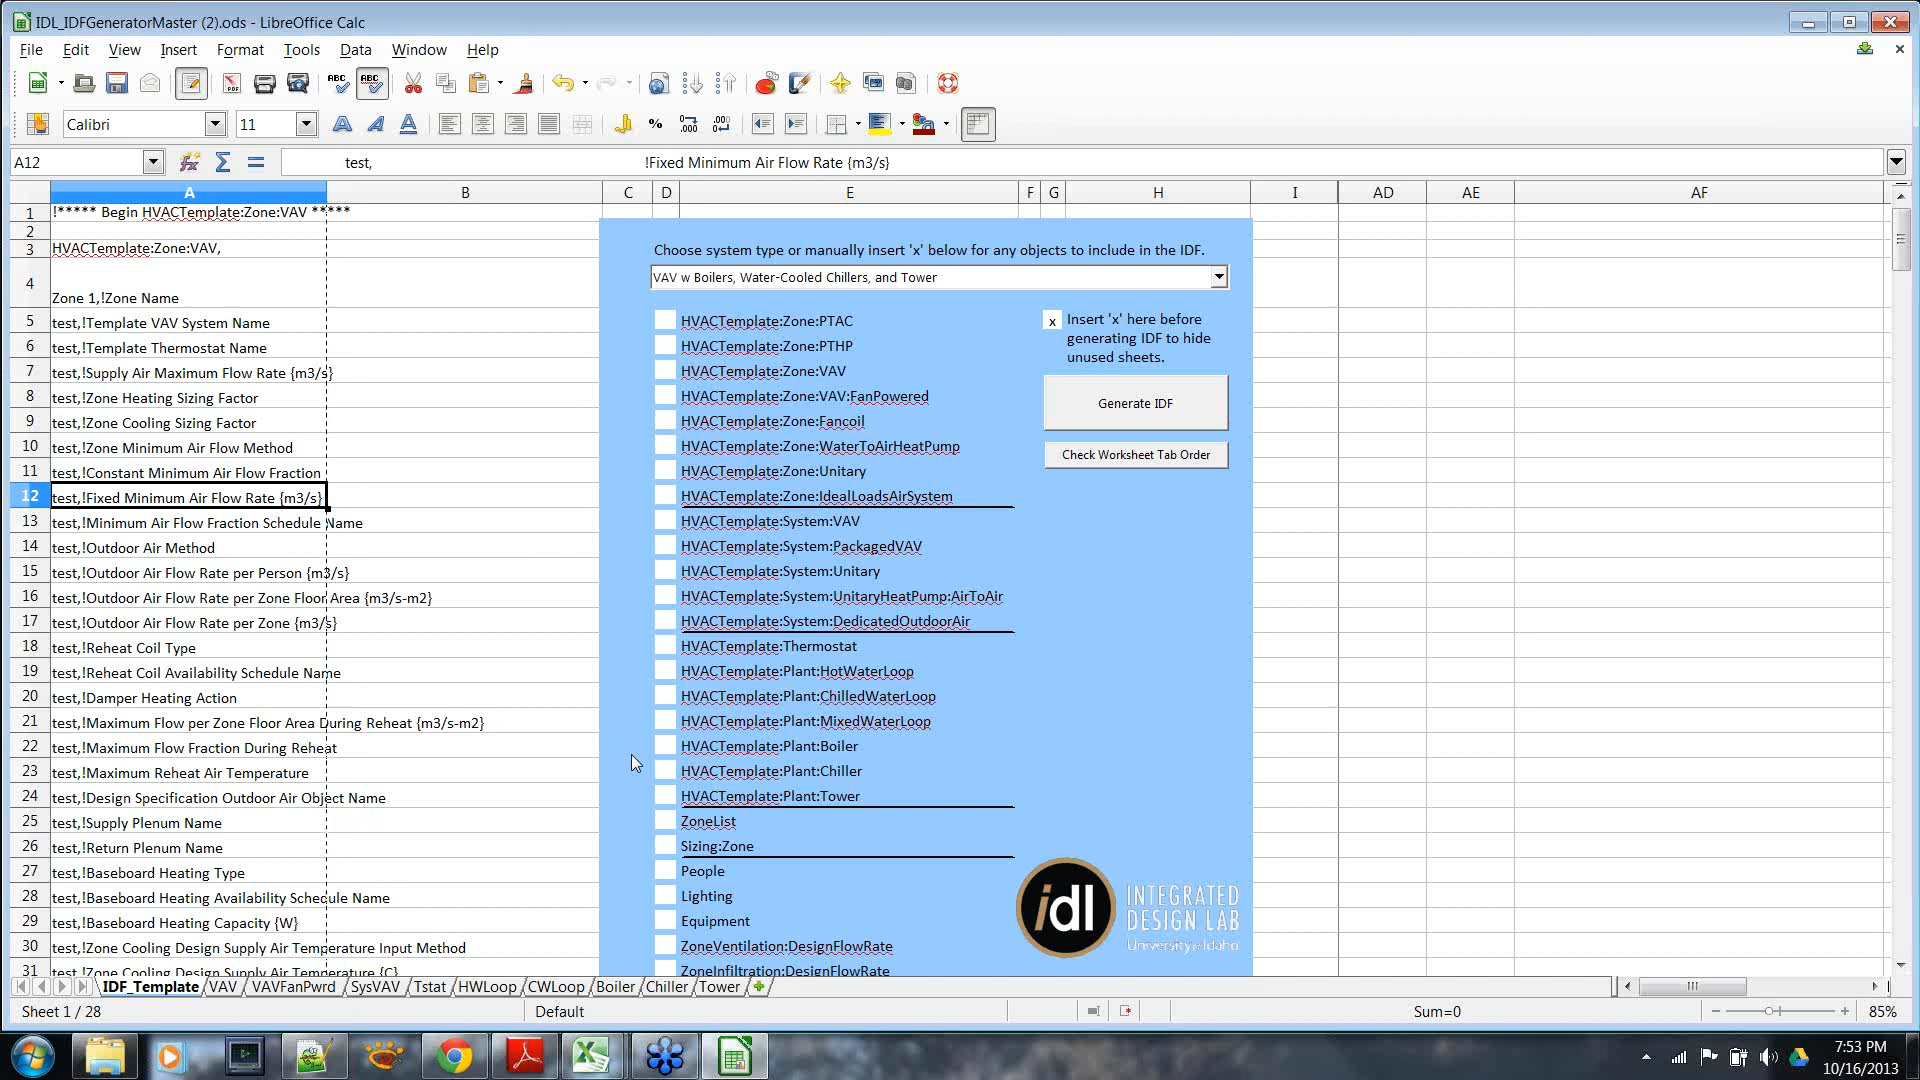 IDL_IDFGeneratorMaster (2).ods - LibreOffice Calc
File Edit View Insert Format Tools Data Window Help
Calibri 11
A12 test, !Fixed Minimum Air Flow Rate {m3/s}
A B C D E F G H I AD AE AF
1 !***** Begin HVACTemplate:Zone:VAV *****
2
3 HVACTemplate:Zone:VAV,
4 Zone 1,!Zone Name
5 test,!Template VAV System Name
6 test,!Template Thermostat Name
7 test,!Supply Air Maximum Flow Rate {m3/s}
8 test,!Zone Heating Sizing Factor
9 test,!Zone Cooling Sizing Factor
10 test,!Zone Minimum Air Flow Method
11 test,!Constant Minimum Air Flow Fraction
12 test,!Fixed Minimum Air Flow Rate {m3/s}
13 test,!Minimum Air Flow Fraction Schedule Name
14 test,!Outdoor Air Method
15 test,!Outdoor Air Flow Rate per Person {m3/s}
16 test,!Outdoor Air Flow Rate per Zone Floor Area {m3/s-m2}
17 test,!Outdoor Air Flow Rate per Zone {m3/s}
18 test,!Reheat Coil Type
19 test,!Reheat Coil Availability Schedule Name
20 test,!Damper Heating Action
21 test,!Maximum Flow per Zone Floor Area During Reheat {m3/s-m2}
22 test,!Maximum Flow Fraction During Reheat
23 test,!Maximum Reheat Air Temperature
24 test,!Design Specification Outdoor Air Object Name
25 test,!Supply Plenum Name
26 test,!Return Plenum Name
27 test,!Baseboard Heating Type
28 test,!Baseboard Heating Availability Schedule Name
29 test,!Baseboard Heating Capacity {W}
30 test,!Zone Cooling Design Supply Air Temperature Input Method
31 test,!Zone Cooling Design Supply Air Temperature {C}
Choose system type or manually insert 'x' below for any objects to include in the IDF.
VAV w Boilers, Water-Cooled Chillers, and Tower
HVACTemplate:Zone:PTAC
HVACTemplate:Zone:PTHP
HVACTemplate:Zone:VAV
HVACTemplate:Zone:VAV:FanPowered
HVACTemplate:Zone:Fancoil
HVACTemplate:Zone:WaterToAirHeatPump
HVACTemplate:Zone:Unitary
HVACTemplate:Zone:IdealLoadsAirSystem
HVACTemplate:System:VAV
HVACTemplate:System:PackagedVAV
HVACTemplate:System:Unitary
HVACTemplate:System:UnitaryHeatPump:AirToAir
HVACTemplate:System:DedicatedOutdoorAir
HVACTemplate:Thermostat
HVACTemplate:Plant:HotWaterLoop
HVACTemplate:Plant:ChilledWaterLoop
HVACTemplate:Plant:MixedWaterLoop
HVACTemplate:Plant:Boiler
HVACTemplate:Plant:Chiller
HVACTemplate:Plant:Tower
ZoneList
Sizing:Zone
People
Lighting
Equipment
ZoneVentilation:DesignFlowRate
ZoneInfiltration:DesignFlowRate
x Insert 'x' here before
generating IDF to hide
unused sheets.
Generate IDF
Check Worksheet Tab Order
idl INTEGRATED
DESIGN LAB
University of Idaho
IDF_Template VAV VAVFanPwrd SysVAV Tstat HWLoop CWLoop Boiler Chiller Tower
Sheet 1 / 28 Default Sum=0 85%
7:53 PM
10/16/2013